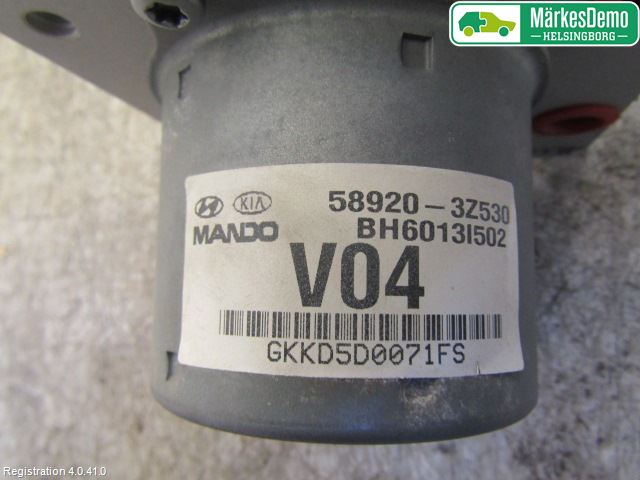 MärkesDemo
HELSINGBORG
KIA
58920-3Z530
MANDO
BH6013I502
V04
GKKD5D0071FS
Registration 4.0.41.0